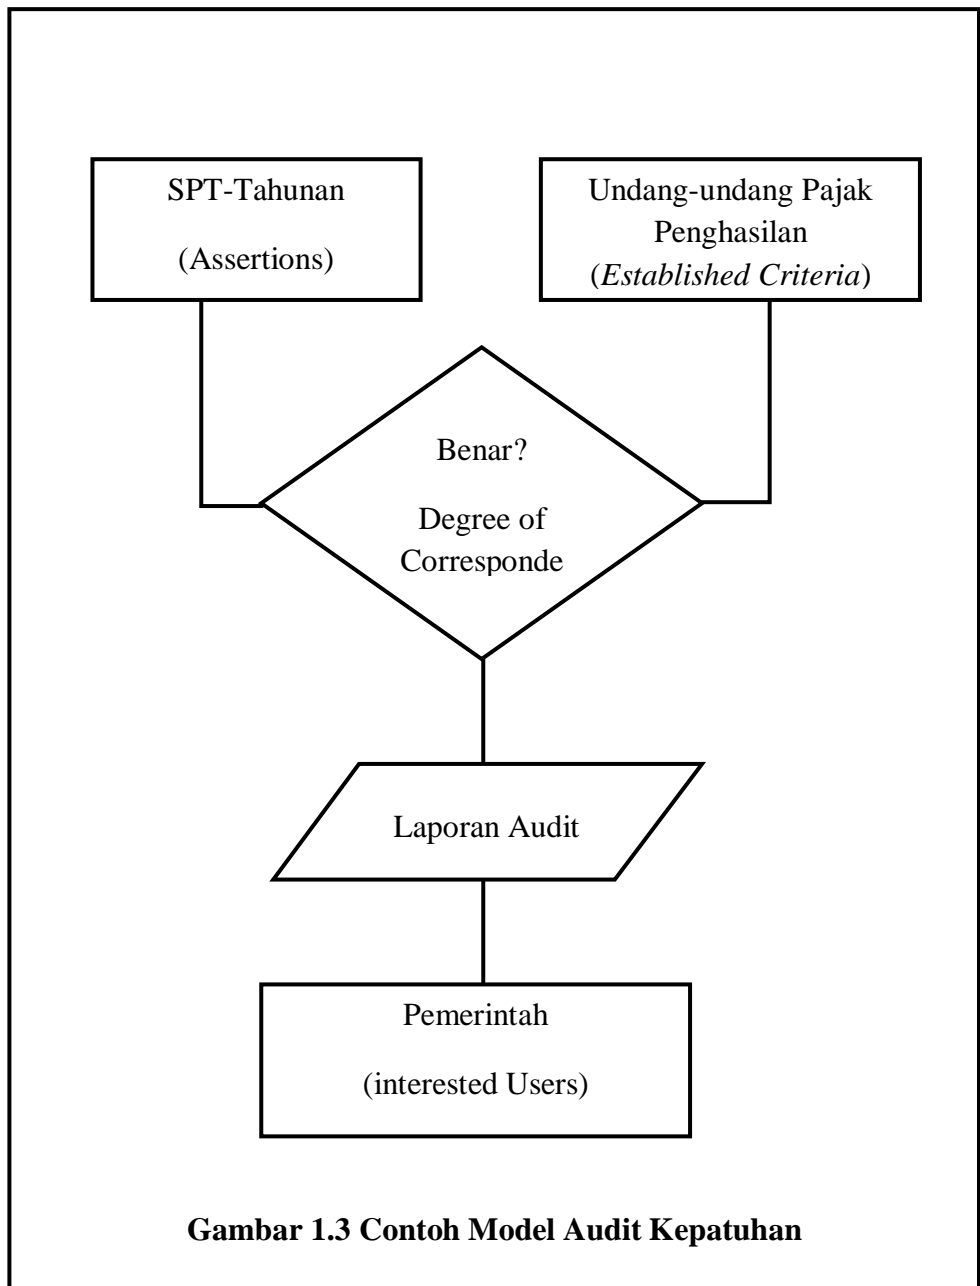 SPT-Tahunan
(Assertions)
Undang-undang Pajak
Penghasilan
(Established Criteria)
Benar?
Degree of
Corresponde
Laporan Audit
Pemerintah
(interested Users)
Gambar 1.3 Contoh Model Audit Kepatuhan